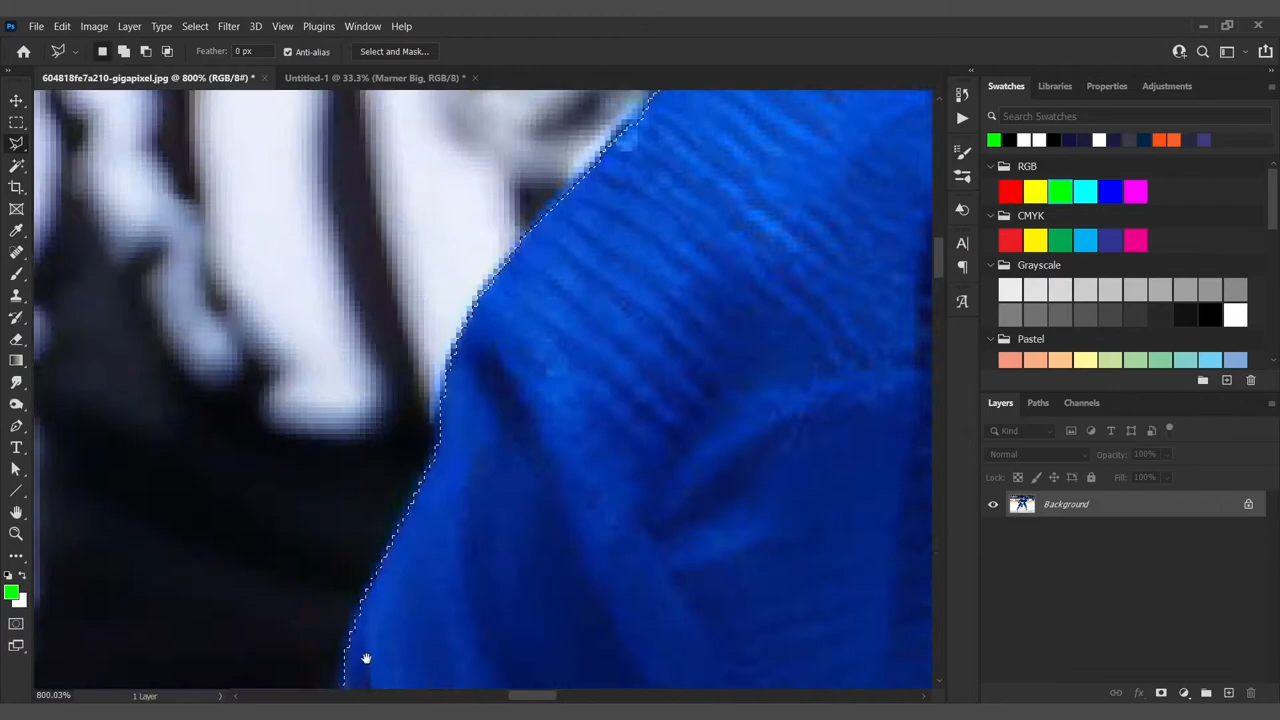 Ps File Edit Image Layer Type Select Filter 3D View Plugins Window Help
Feather: 0 px Anti-alias Select and Mask...
604818fe7a210-gigapixel.jpg @ 800% (RGB/8#) * × Untitled-1 @ 33.3% (Marner Big, RGB/8) * ×
Swatches Libraries Properties Adjustments
Search Swatches
RGB
CMYK
Grayscale
Pastel
Layers Paths Channels
Kind
Normal Opacity: 100%
Lock: Fill: 100%
Background
800.03% 1 Layer